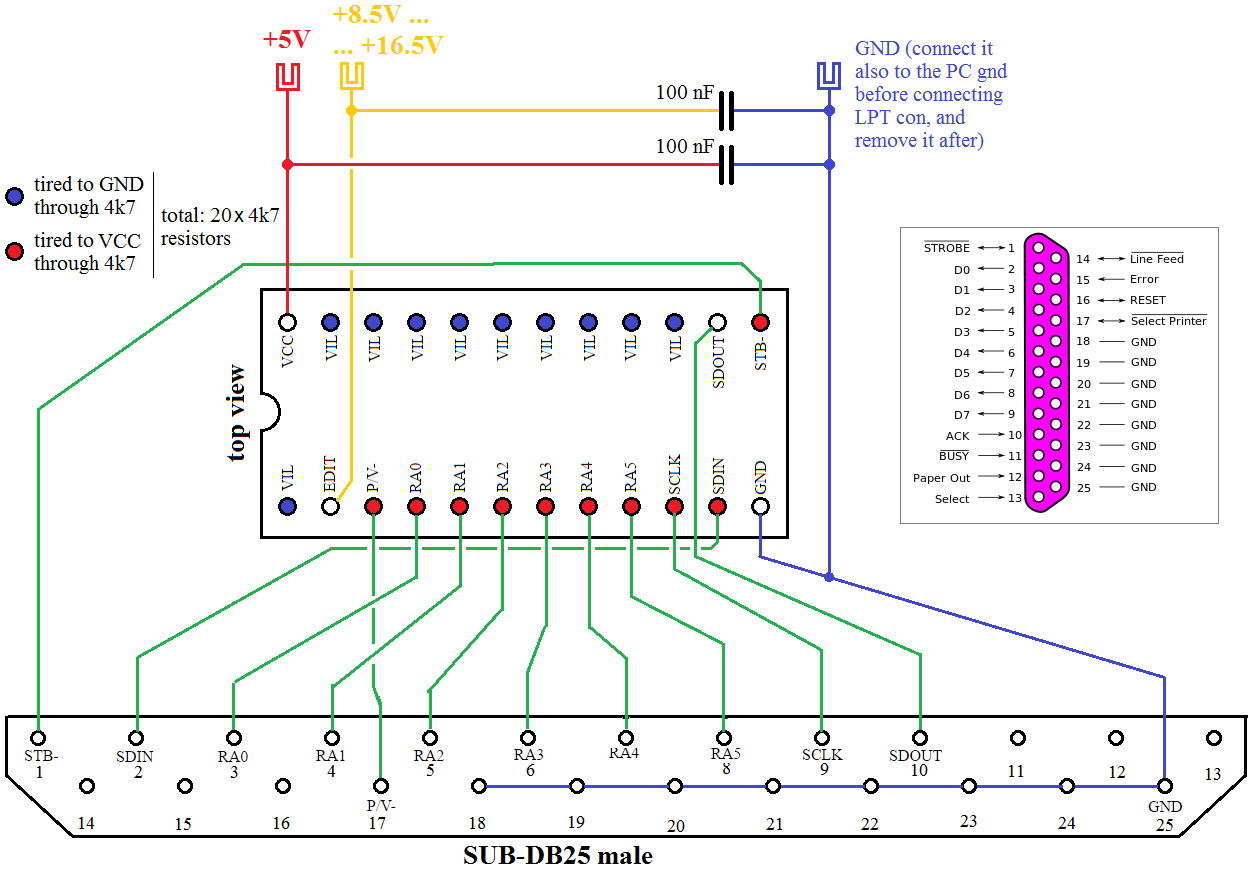 +8.5V ...
+5V
... +16.5V
GND (connect it
also to the PC gnd
before connecting
LPT con, and
remove it after)
100 nF
100 nF
tired to GND
through 4k7
tired to VCC
through 4k7
total: 20 x 4k7
resistors
top view
VCC
VIL
VIL
VIL
VIL
VIL
VIL
VIL
VIL
VIL
SDOUT
STB-
VIL
EDIT
P/V-
RA0
RA1
RA2
RA3
RA4
RA5
SCLK
SDIN
GND
STROBE 1
D0 2
D1 3
D2 4
D3 5
D4 6
D5 7
D6 8
D7 9
ACK 10
BUSY 11
Paper Out 12
Select 13
14 Line Feed
15 Error
16 RESET
17 Select Printer
18 GND
19 GND
20 GND
21 GND
22 GND
23 GND
24 GND
25 GND
STB- SDIN RA0 RA1 RA2 RA3 RA4 RA5 SCLK SDOUT
1 2 3 4 5 6 8 9 10 11 12 13
P/V- GND
14 15 16 17 18 19 20 21 22 23 24 25
SUB-DB25 male